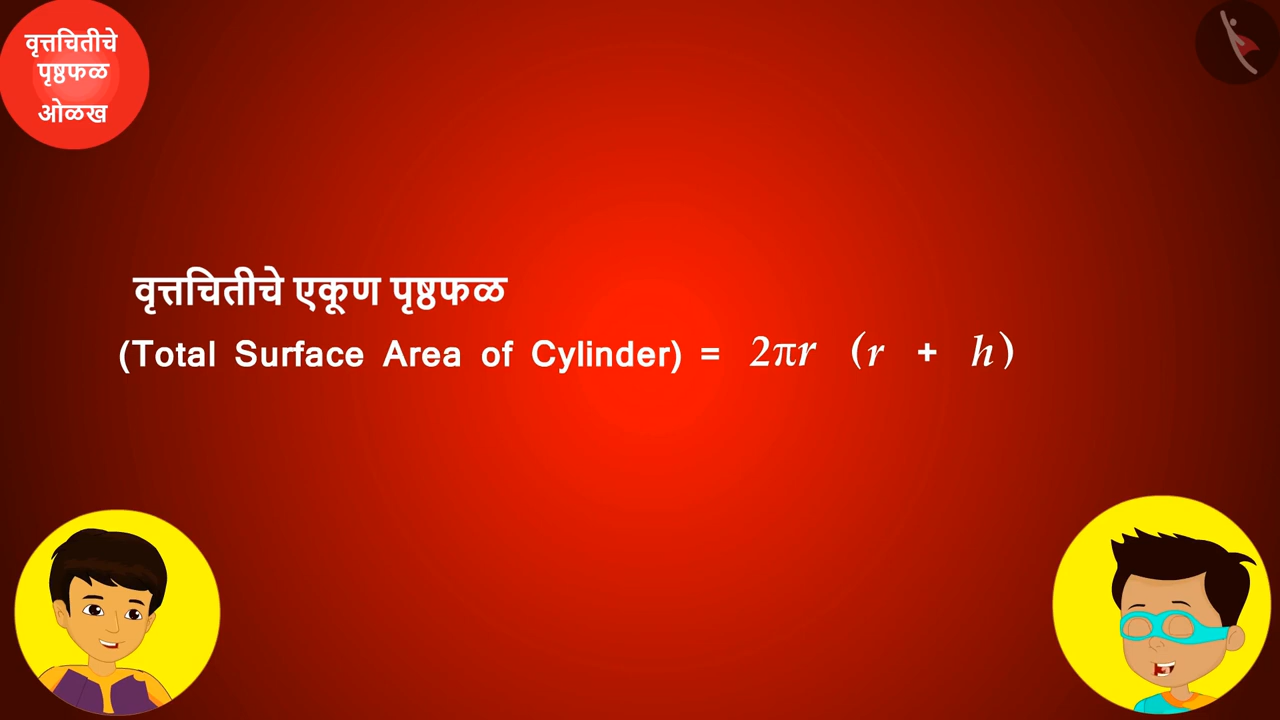 वृत्तचितीचे
पृष्ठफळ
ओळख
वृत्तचितीचे एकूण पृष्ठफळ
(Total Surface Area of Cylinder) = 2πr (r + h)